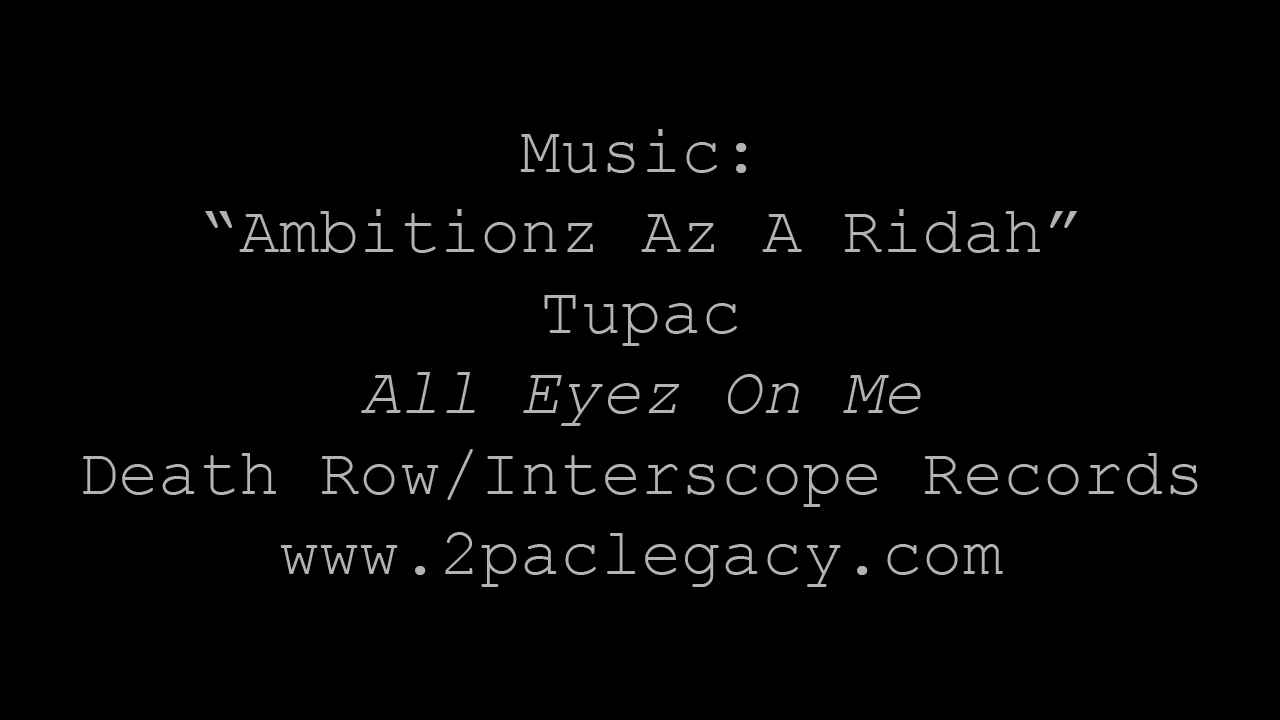 Music:
“Ambitionz Az A Ridah”
Tupac
All Eyez On Me
Death Row/Interscope Records
www.2paclegacy.com